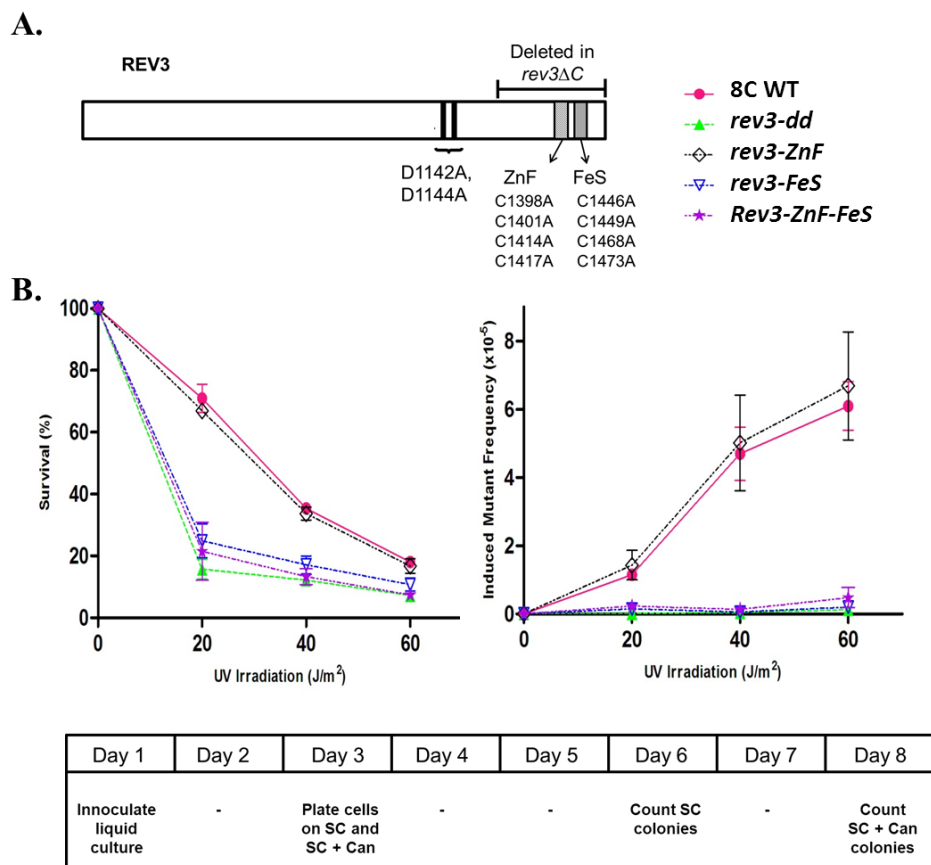 A.
REV3
Deleted in
rev3ΔC
D1142A,
D1144A
ZnF
C1398A
C1401A
C1414A
C1417A
FeS
C1446A
C1449A
C1468A
C1473A
8C WT
rev3-dd
rev3-ZnF
rev3-FeS
Rev3-ZnF-FeS
B.
Survival (%)
100
80
60
40
20
0
0 20 40 60
UV Irradiation (J/m²)
Induced Mutant Frequency (x10⁻⁵)
8
6
4
2
0
0 20 40 60
UV Irradiation (J/m²)
Day 1 Day 2 Day 3 Day 4 Day 5 Day 6 Day 7 Day 8
Innoculate
liquid
culture
-
Plate cells
on SC and
SC + Can
-
-
Count SC
colonies
-
Count
SC + Can
colonies